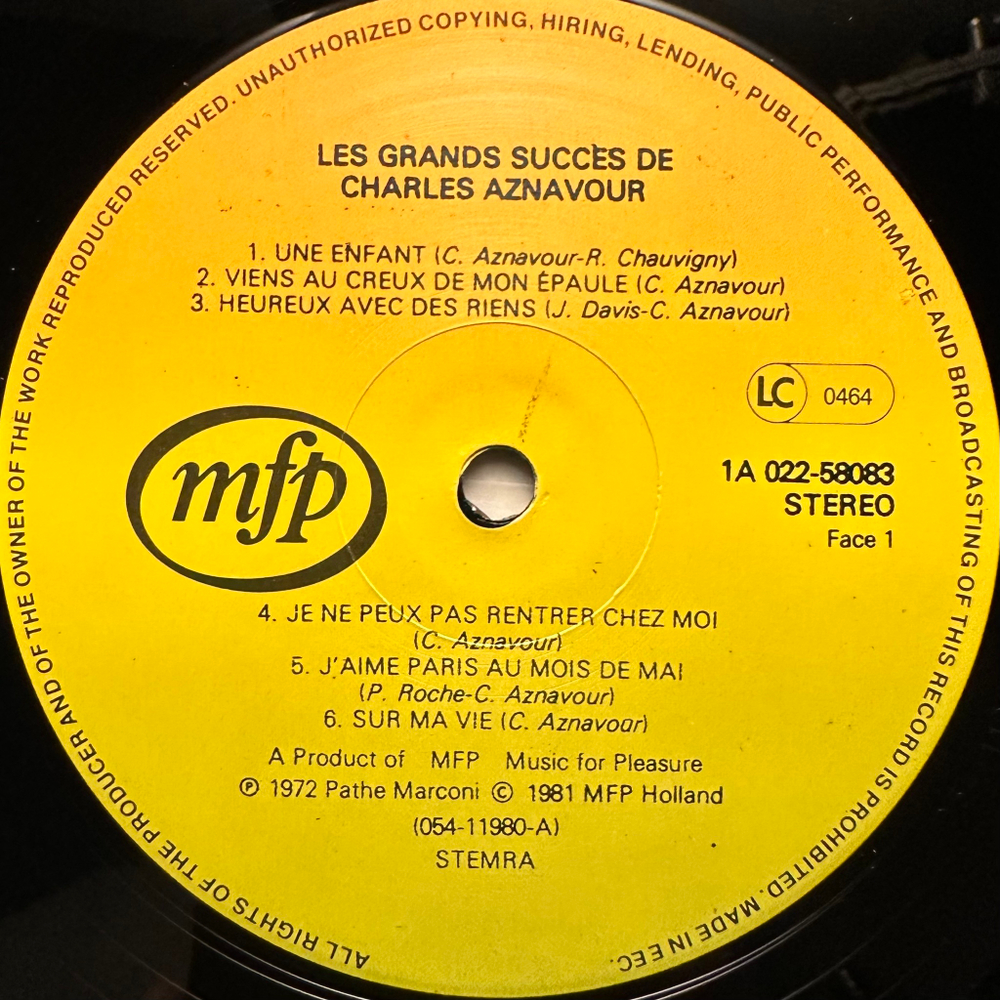 ALL RIGHTS OF THE PRODUCER AND OF THE OWNER OF THE WORK REPRODUCED RESERVED. UNAUTHORIZED COPYING, HIRING, LENDING, PUBLIC PERFORMANCE AND BROADCASTING OF THIS RECORD IS PROHIBITED. MADE IN EEC.
LES GRANDS SUCCÈS DE
CHARLES AZNAVOUR
1. UNE ENFANT (C. Aznavour-R. Chauvigny)
2. VIENS AU CREUX DE MON ÉPAULE (C. Aznavour)
3. HEUREUX AVEC DES RIENS (J. Davis-C. Aznavour)
LC 0464
mfp
1A 022-58083
STEREO
Face 1
4. JE NE PEUX PAS RENTRER CHEZ MOI
(C. Aznavour)
5. J'AIME PARIS AU MOIS DE MAI
(P. Roche-C. Aznavour)
6. SUR MA VIE (C. Aznavour)
A Product of MFP Music for Pleasure
℗ 1972 Pathe Marconi © 1981 MFP Holland
(054-11980-A)
STEMRA